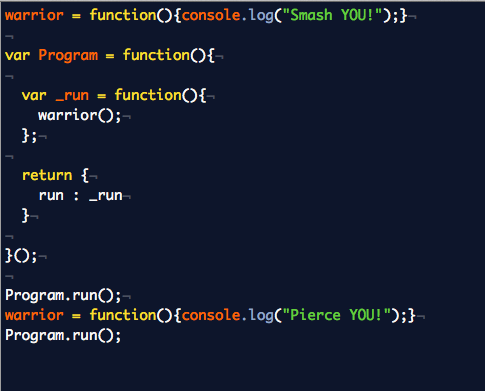 warrior = function(){console.log("Smash YOU!");}¬
¬
var Program = function(){¬
¬
  var _run = function(){¬
    warrior();¬
  };¬
¬
  return {¬
    run : _run¬
  }¬
¬
}();¬
¬
Program.run();¬
warrior = function(){console.log("Pierce YOU!");}¬
Program.run();